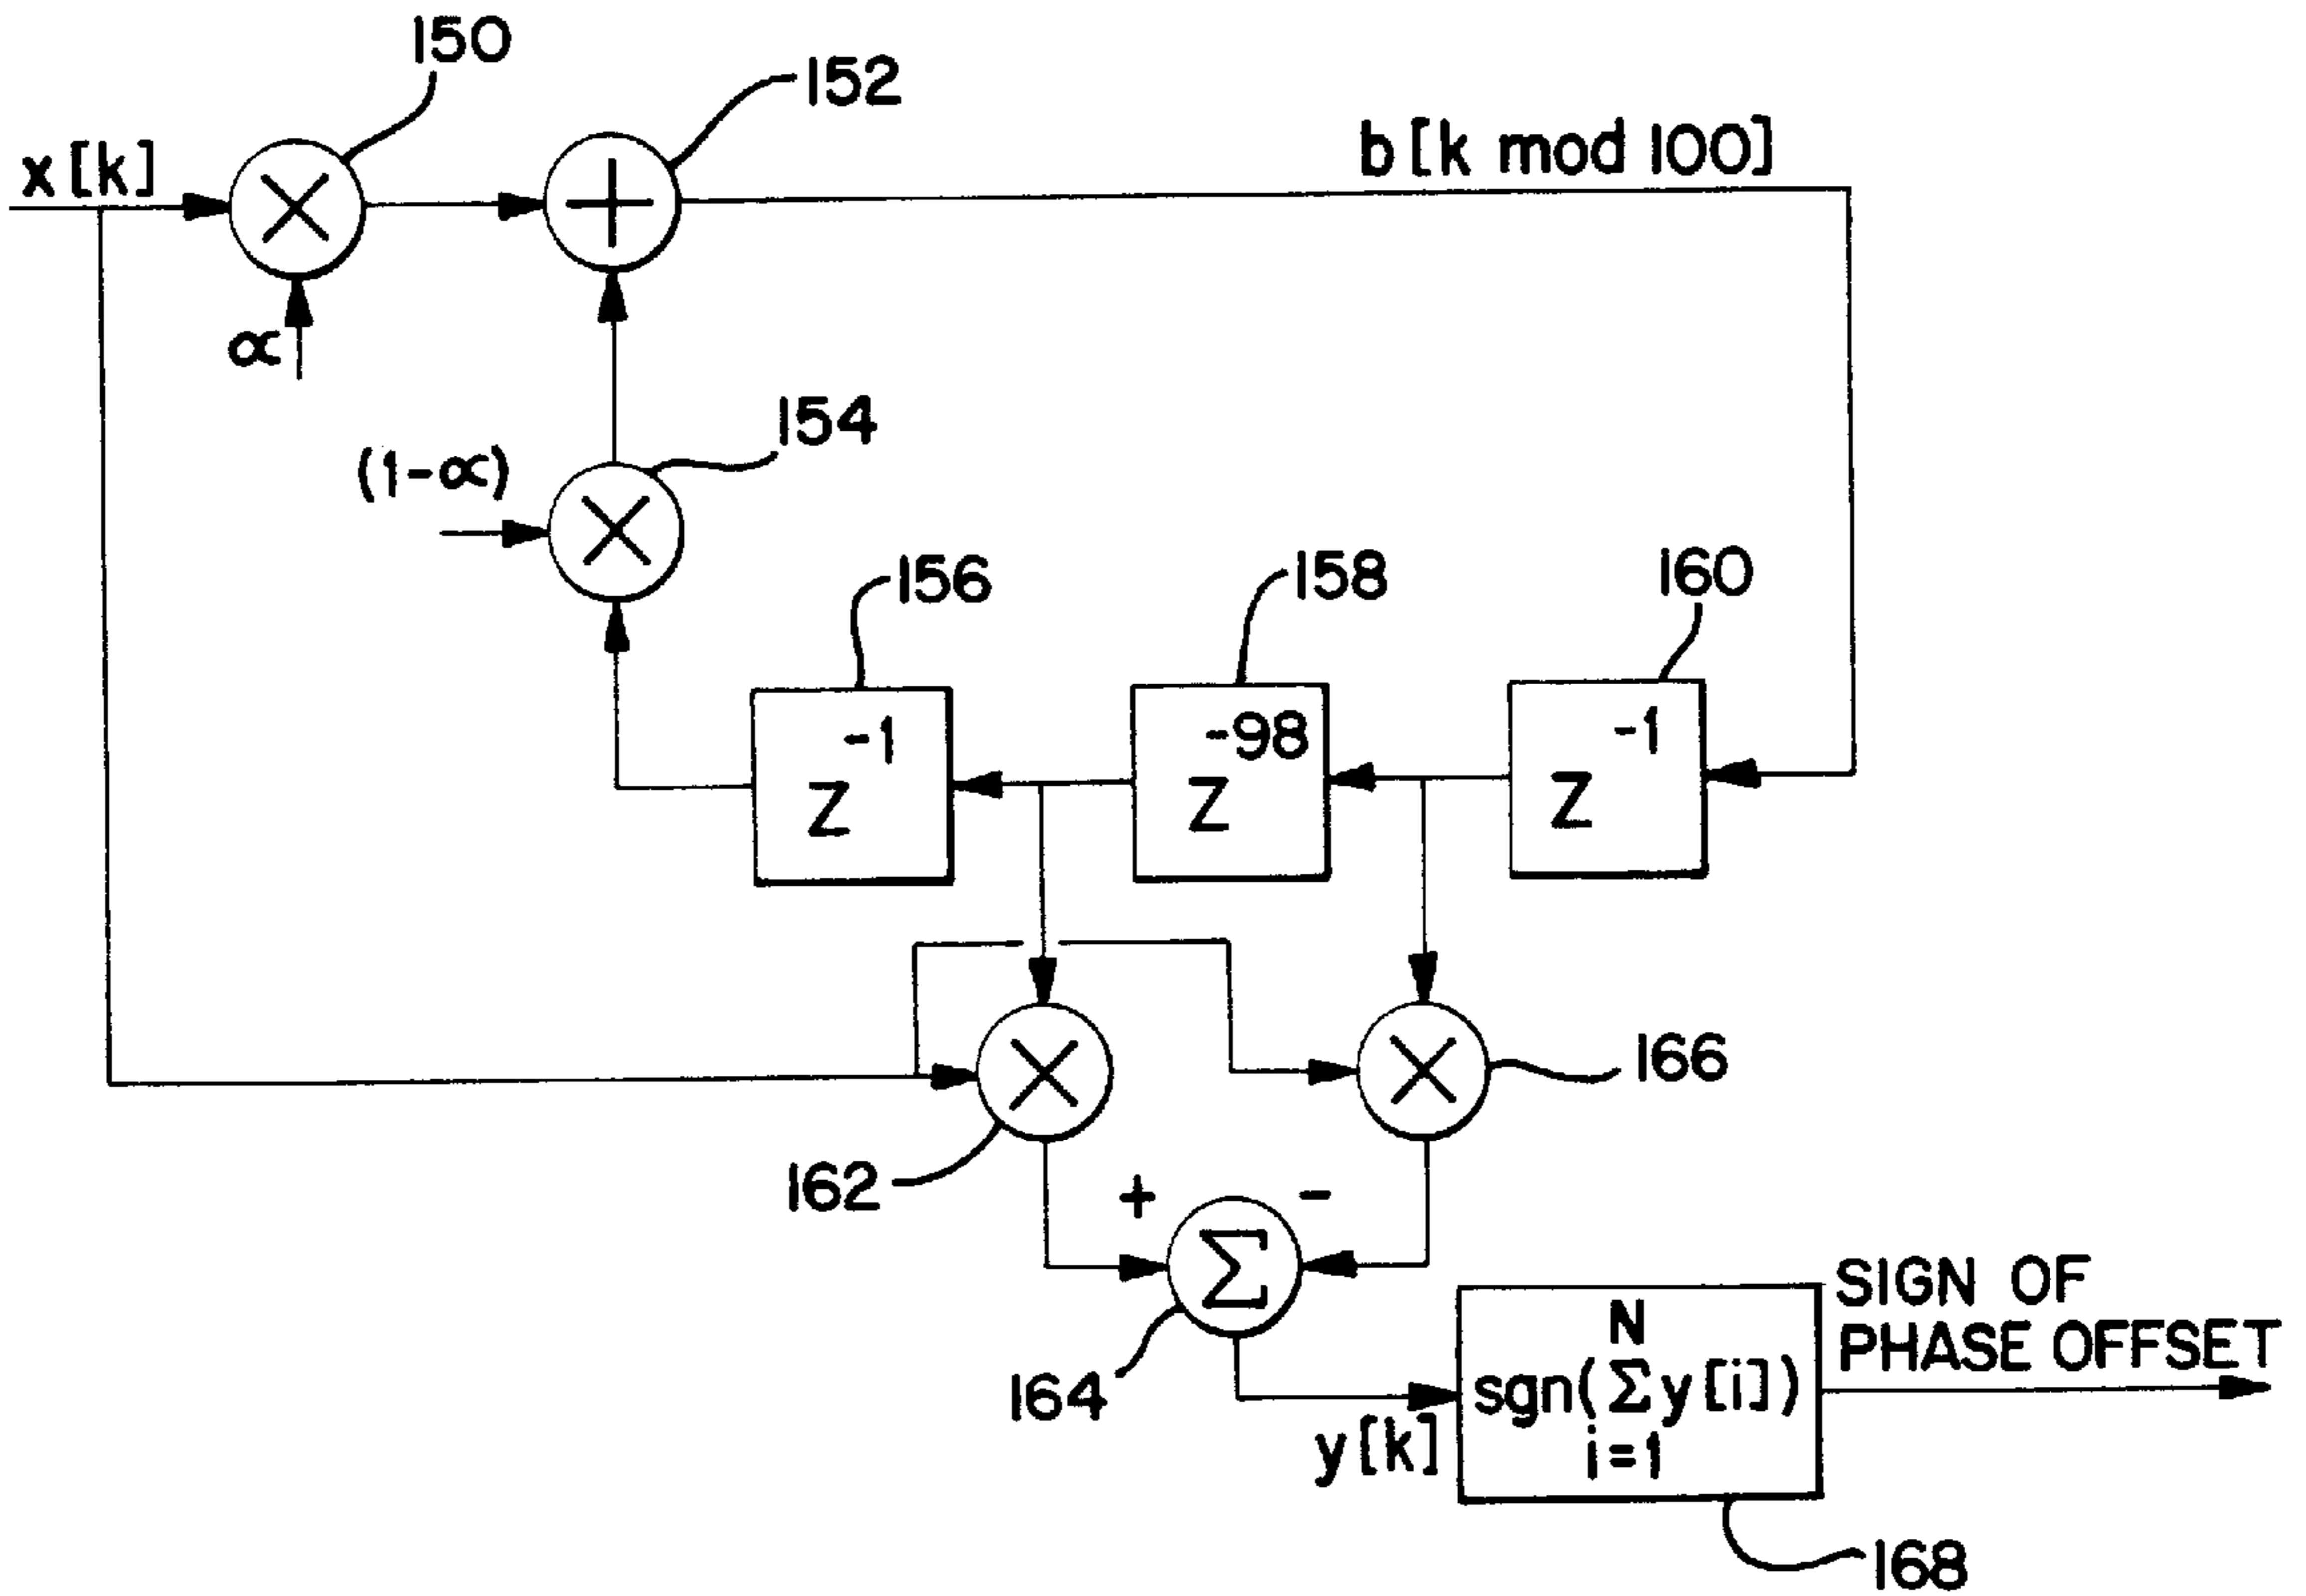 150
152
x[k]
b[k mod 100]
∝
154
(1-∝)
156
158
160
z-1
z-98
z-1
166
162
+
-
Σ
164
SIGN OF
PHASE OFFSET
N
sgn(Σy[i])
i=1
y[k]
168